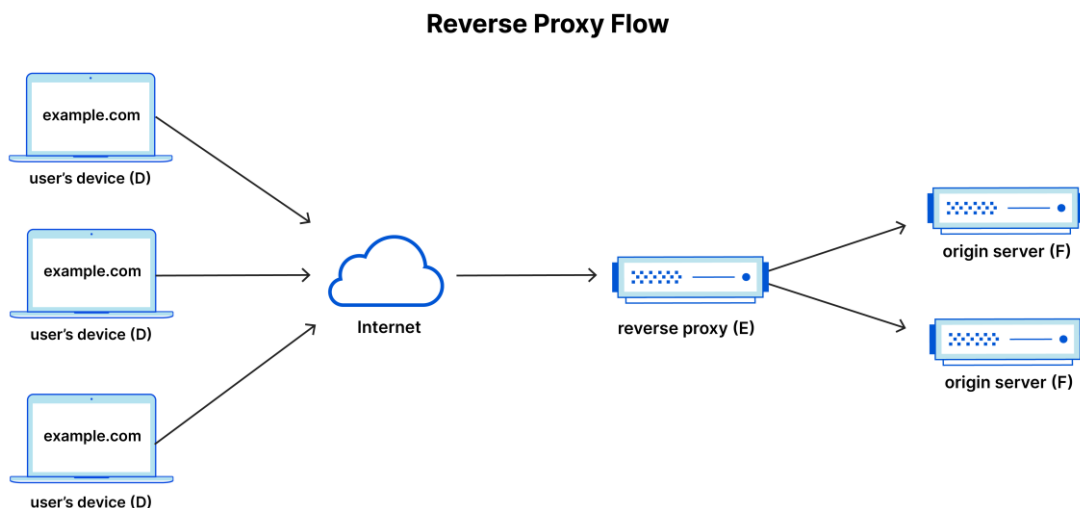 Reverse Proxy Flow
example.com
user's device (D)
example.com
user's device (D)
example.com
user's device (D)
Internet
reverse proxy (E)
origin server (F)
origin server (F)